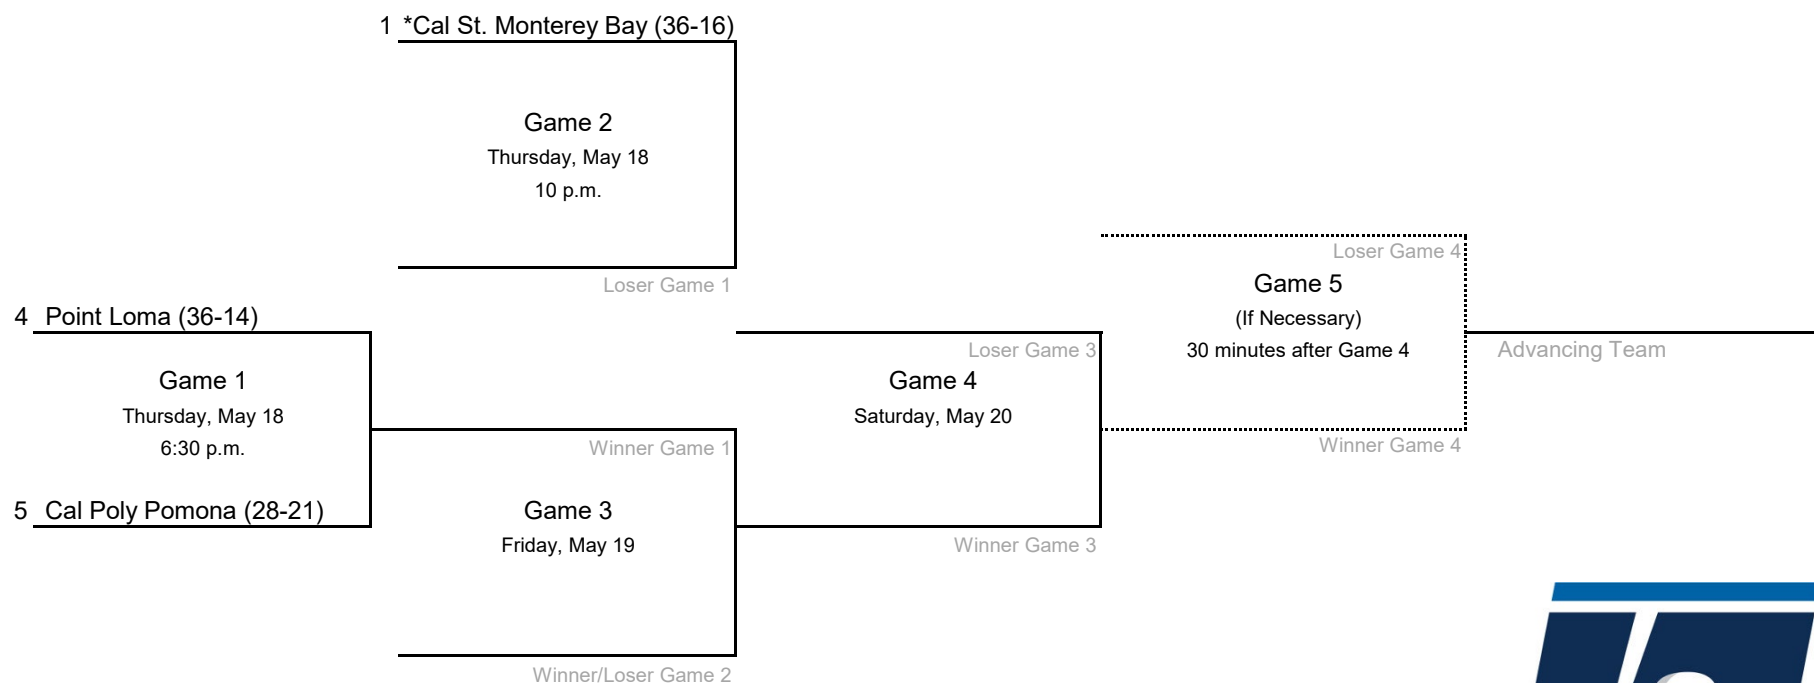 1 *Cal St. Monterey Bay (36-16)
Game 2
Thursday, May 18
10 p.m.
Loser Game 1
4 Point Loma (36-14)
Game 1
Thursday, May 18
6:30 p.m.
5 Cal Poly Pomona (28-21)
Winner Game 1
Game 3
Friday, May 19
Winner/Loser Game 2
Loser Game 3
Game 4
Saturday, May 20
Winner Game 3
Loser Game 4
Game 5
(If Necessary)
30 minutes after Game 4
Winner Game 4
Advancing Team